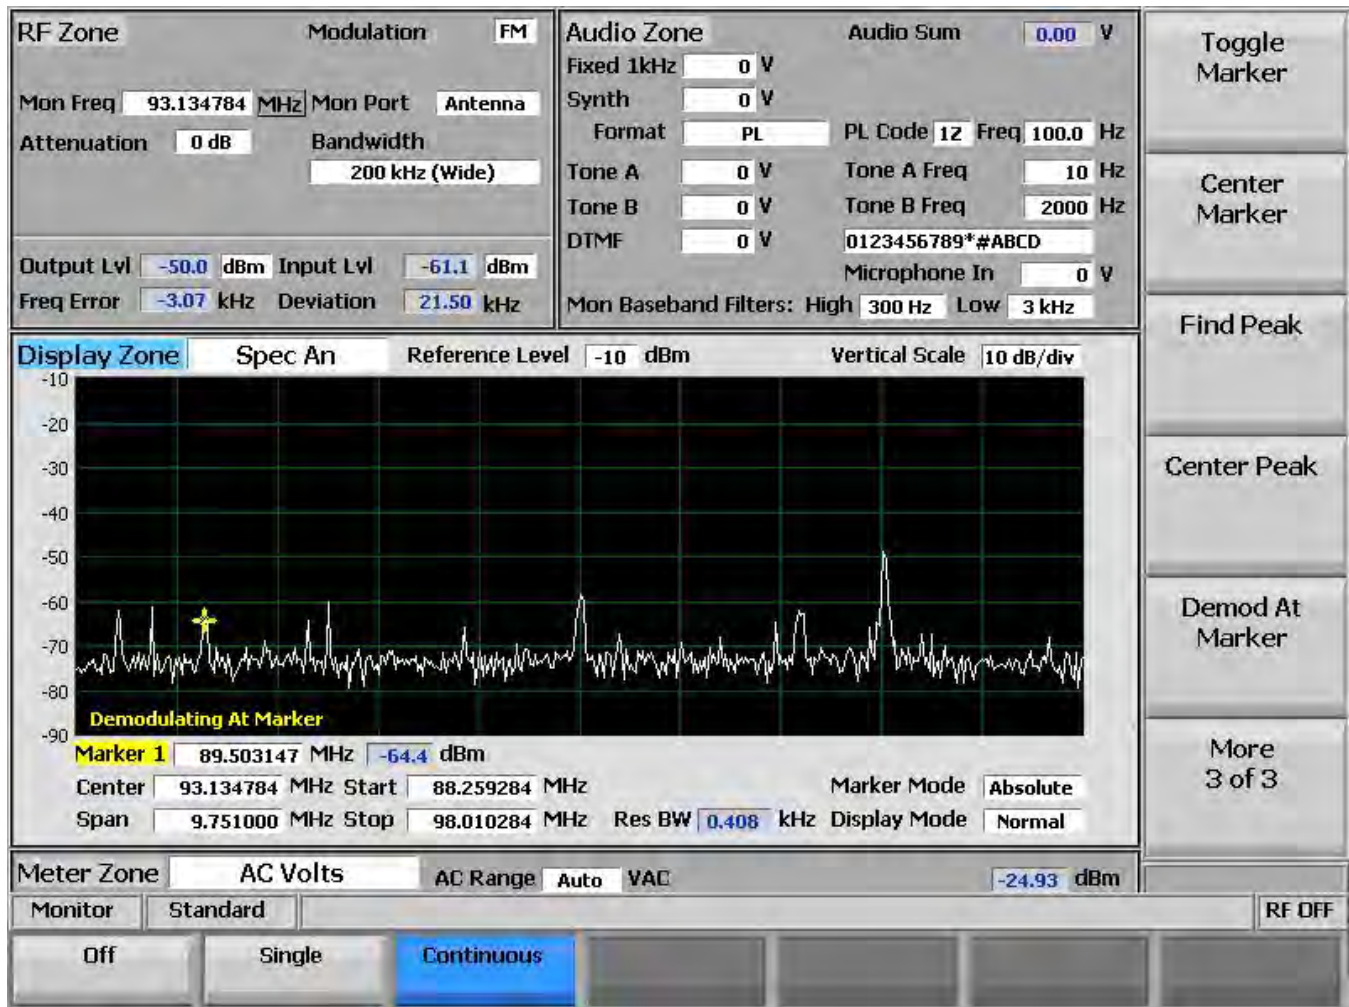 RF Zone Modulation FM
Mon Freq 93.134784 MHz Mon Port Antenna
Attenuation 0 dB Bandwidth
200 kHz (Wide)
Output Lvl -50.0 dBm Input Lvl -61.1 dBm
Freq Error -3.07 kHz Deviation 21.50 kHz
Audio Zone Audio Sum 0.00 V
Fixed 1kHz 0 V
Synth 0 V
Format PL PL Code 1Z Freq 100.0 Hz
Tone A 0 V Tone A Freq 10 Hz
Tone B 0 V Tone B Freq 2000 Hz
DTMF 0 V 0123456789*#ABCD
Microphone In 0 V
Mon Baseband Filters: High 300 Hz Low 3 kHz
Display Zone Spec An Reference Level -10 dBm Vertical Scale 10 dB/div
-10
-20
-30
-40
-50
-60
-70
-80
-90
Demodulating At Marker
Marker 1 89.503147 MHz -64.4 dBm
Center 93.134784 MHz Start 88.259284 MHz Marker Mode Absolute
Span 9.751000 MHz Stop 98.010284 MHz Res BW 0.408 kHz Display Mode Normal
Meter Zone AC Volts AC Range Auto VAC -24.93 dBm
Monitor Standard RF OFF
Off Single Continuous
Toggle
Marker
Center
Marker
Find Peak
Center Peak
Demod At
Marker
More
3 of 3